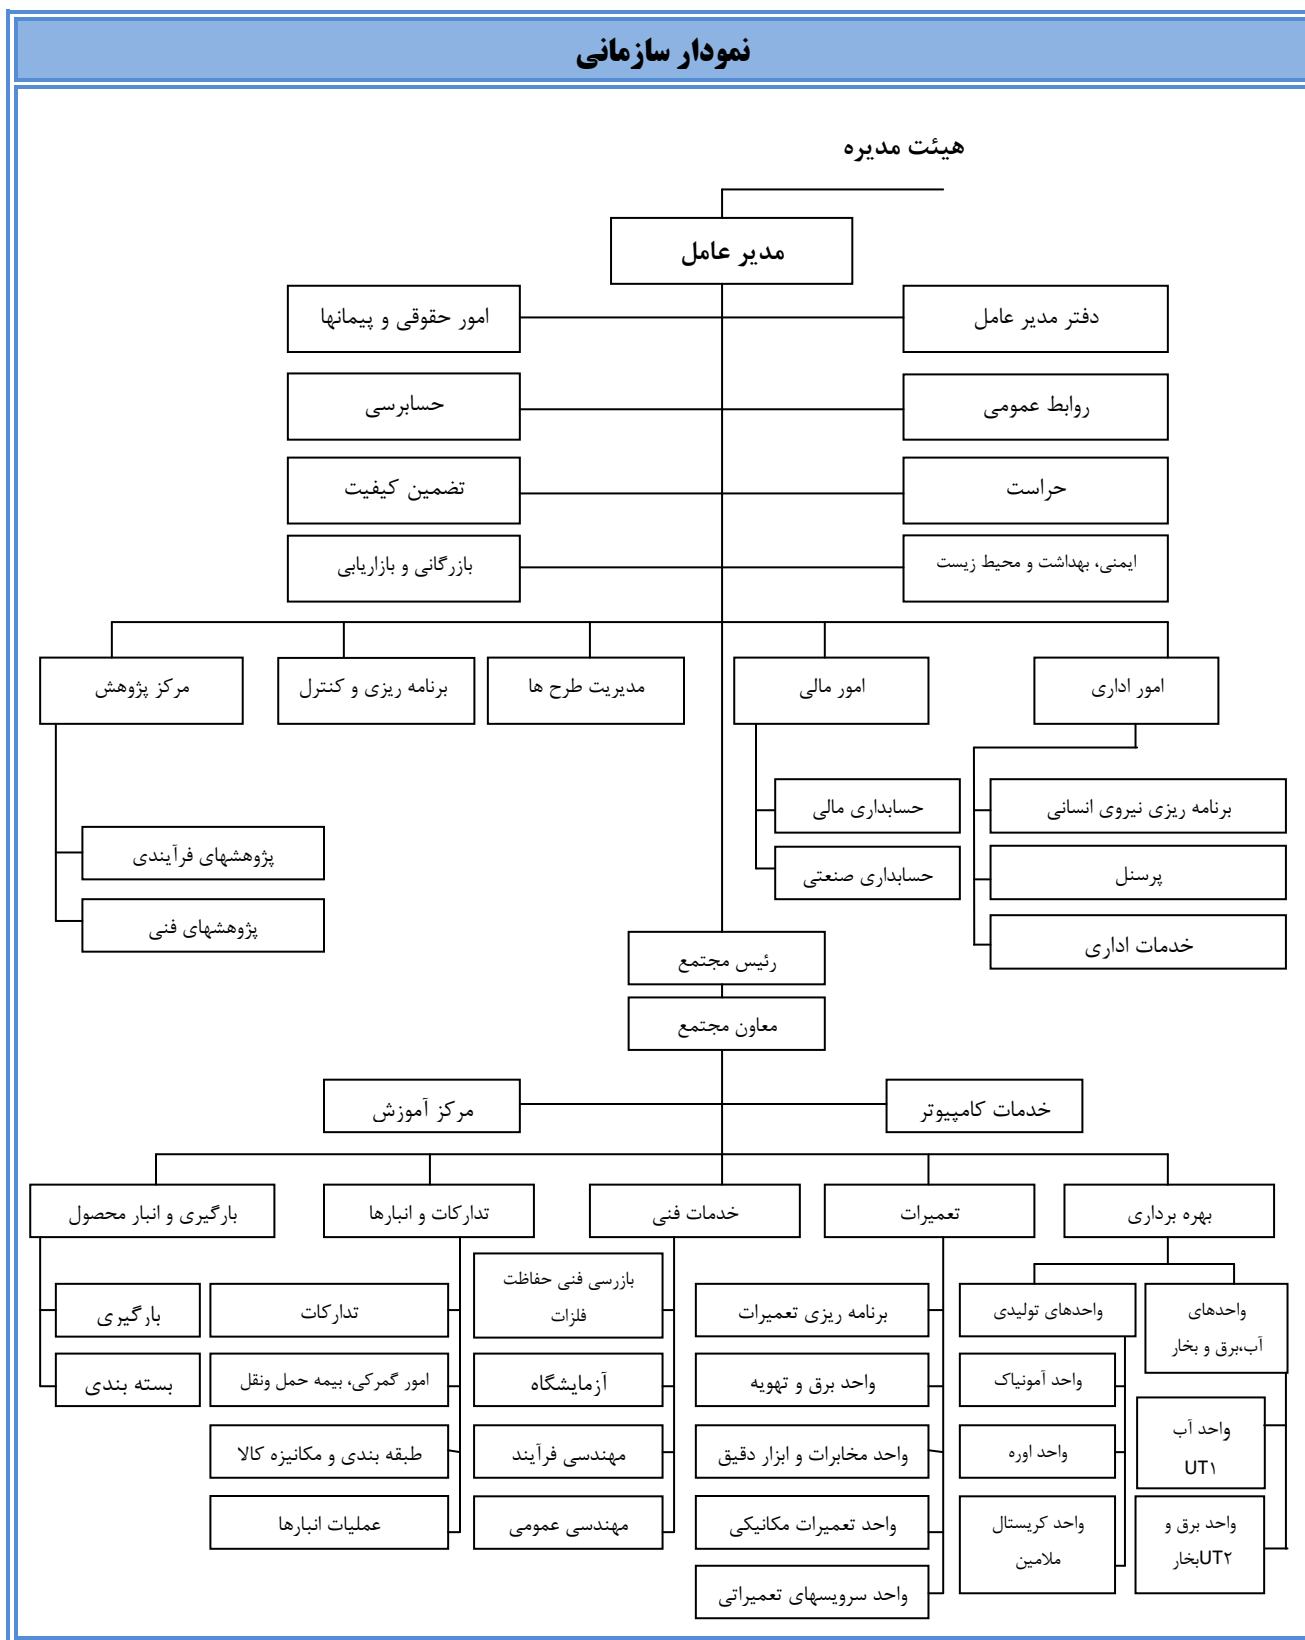 نمودار سازمانی
هیئت مدیره
مدیر عامل
دفتر مدیر عامل
امور حقوقی و پیمانها
روابط عمومی
حسابرسی
حراست
تضمین کیفیت
ایمنی، بهداشت و محیط زیست
بازرگانی و بازاریابی
امور اداری
امور مالی
مدیریت طرح ها
برنامه ریزی و کنترل
مرکز پژوهش
برنامه ریزی نیروی انسانی
پرسنل
خدمات اداری
حسابداری مالی
حسابداری صنعتی
پژوهشهای فرآیندی
پژوهشهای فنی
رئیس مجتمع
معاون مجتمع
خدمات کامپیوتر
مرکز آموزش
بهره برداری
تعمیرات
خدمات فنی
تدارکات و انبارها
بارگیری و انبار محصول
واحدهای
آب،برق و بخار
واحد آب
UT۱
واحد برق و
بخارUT۲
واحدهای تولیدی
واحد آمونیاک
واحد اوره
واحد کریستال
ملامین
برنامه ریزی تعمیرات
واحد برق و تهویه
واحد مخابرات و ابزار دقیق
واحد تعمیرات مکانیکی
واحد سرویسهای تعمیراتی
بازرسی فنی حفاظت
فلزات
آزمایشگاه
مهندسی فرآیند
مهندسی عمومی
تدارکات
امور گمرکی، بیمه حمل ونقل
طبقه بندی و مکانیزه کالا
عملیات انبارها
بارگیری
بسته بندی